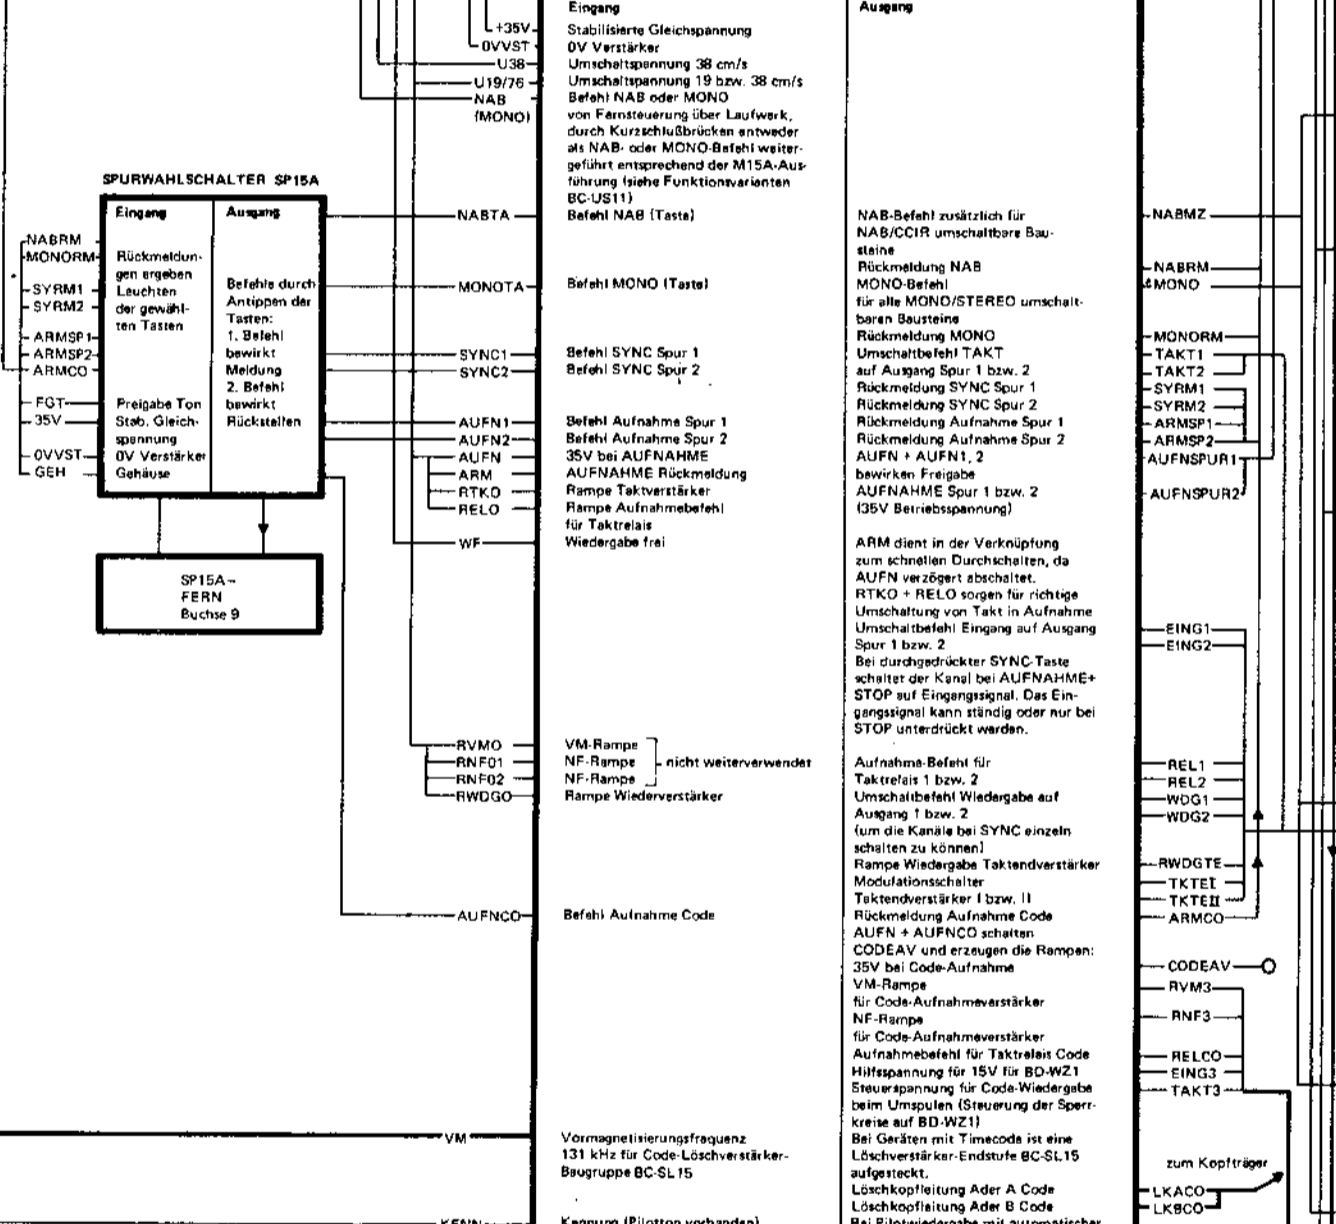 Eingang
Ausgang
+35V
Stabilisierte Gleichspannung
0VVST
0V Verstärker
U38
Umschaltspannung 38 cm/s
U19/76
Umschaltspannung 19 bzw. 38 cm/s
NAB
(MONO)
Befehl NAB oder MONO
von Fernsteuerung über Laufwerk,
durch Kurzschlußbrücken entweder
als NAB- oder MONO-Befehl weiter-
geführt entsprechend der M15A-Aus-
führung (siehe Funktionsvarianten
BC-US11)
SPURWAHLSCHALTER SP15A
Eingang
Ausgang
NABRM
MONORM
SYRM1
SYRM2
ARMSP1
ARMSP2
ARMCO
FGT
35V
0VVST
GEH
Rückmeldun-
gen ergeben
Leuchten
der gewähl-
ten Tasten
Freigabe Ton
Stab. Gleich-
spannung
0V Verstärker
Gehäuse
Befehle durch
Antippen der
Tasten:
1. Befehl
bewirkt
Meldung
2. Befehl
bewirkt
Rückstellen
SP15A-
FERN
Buchse 9
NABTA
Befehl NAB (Taste)
MONOTA
Befehl MONO (Taste)
SYNC1
Befehl SYNC Spur 1
SYNC2
Befehl SYNC Spur 2
AUFN1
Befehl Aufnahme Spur 1
AUFN2
Befehl Aufnahme Spur 2
AUFN
35V bei AUFNAHME
ARM
AUFNAHME Rückmeldung
RTKO
Rampe Taktverstärker
RELO
Rampe Aufnahmebefehl
für Taktrelais
WF
Wiedergabe frei
RVMO
VM-Rampe
RNF01
NF-Rampe
RNF02
NF-Rampe
nicht weiterverwendet
RWDGO
Rampe Wiederverstärker
AUFNCO
Befehl Aufnahme Code
VM
Vormagnetisierungsfrequenz
131 kHz für Code-Löschverstärker-
Baugruppe BC-SL15
KENN
Kennung (Pilotton vorhanden)
NAB-Befehl zusätzlich für
NAB/CCIR umschaltbare Bau-
steine
Rückmeldung NAB
MONO-Befehl
für alle MONO/STEREO umschalt-
baren Bausteine
Rückmeldung MONO
Umschaltbefehl TAKT
auf Ausgang Spur 1 bzw. 2
Rückmeldung SYNC Spur 1
Rückmeldung SYNC Spur 2
Rückmeldung Aufnahme Spur 1
Rückmeldung Aufnahme Spur 2
AUFN + AUFN1, 2
bewirken Freigabe
AUFNAHME Spur 1 bzw. 2
(35V Betriebsspannung)
ARM dient in der Verknüpfung
zum schnellen Durchschalten, da
AUFN verzögert abschaltet.
RTKO + RELO sorgen für richtige
Umschaltung von Takt in Aufnahme
Umschaltbefehl Eingang auf Ausgang
Spur 1 bzw. 2
Bei durchgedrückter SYNC-Taste
schaltet der Kanal bei AUFNAHME+
STOP auf Eingangssignal. Das Ein-
gangssignal kann ständig oder nur bei
STOP unterdrückt werden.
Aufnahme-Befehl für
Taktrelais 1 bzw. 2
Umschaltbefehl Wiedergabe auf
Ausgang 1 bzw. 2
(um die Kanäle bei SYNC einzeln
schalten zu können)
Rampe Wiedergabe Taktendverstärker
Modulationsschalter
Taktendverstärker I bzw. II
Rückmeldung Aufnahme Code
AUFN + AUFNCO schalten
CODEAV und erzeugen die Rampen:
35V bei Code-Aufnahme
VM-Rampe
für Code-Aufnahmeverstärker
NF-Rampe
für Code-Aufnahmeverstärker
Aufnahmebefehl für Taktrelais Code
Hilfsspannung für 15V für BD-WZ1
Steuerspannung für Code-Wiedergabe
beim Umspulen (Steuerung der Sperr-
kreise auf BD-WZ1)
Bei Geräten mit Timecode ist eine
Löschverstärker-Endstufe BC-SL15
aufgesteckt.
Löschkopfleitung Ader A Code
Löschkopfleitung Ader B Code
Bei Pilotwiedergabe mit automatischer
NABMZ
NABRM
MONO
MONORM
TAKT1
TAKT2
SYRM1
SYRM2
ARMSP1
ARMSP2
AUFNSPUR1
AUFNSPUR2
EING1
EING2
REL1
REL2
WDG1
WDG2
RWDGTE
TKTEI
TKTEII
ARMCO
CODEAV
RVM3
RNF3
RELCO
EING3
TAKT3
zum Kopfträger
LKACO
LKBCO